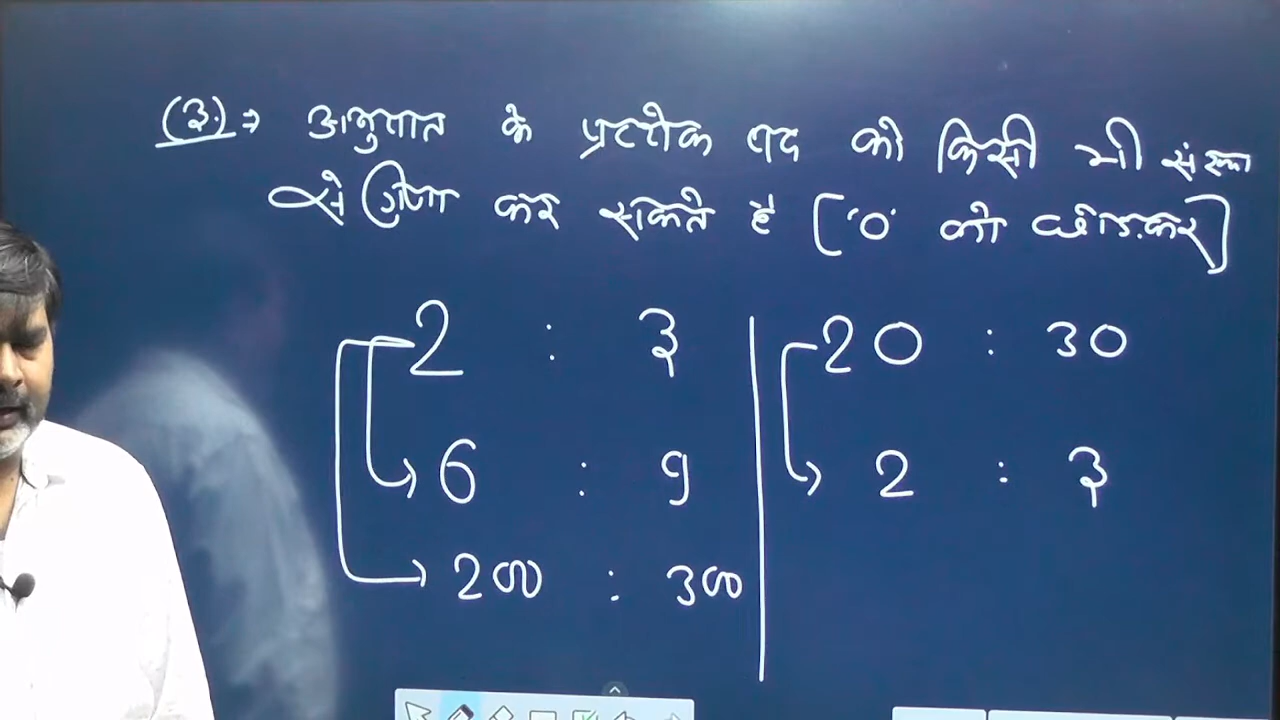 (3.)⇒ अनुपात के प्रत्येक पद को किसी भी संख्या
से गुणा कर सकते है ['0' को छोड़कर]
2 : 3
6 : 9
200 : 300
20 : 30
2 : 3